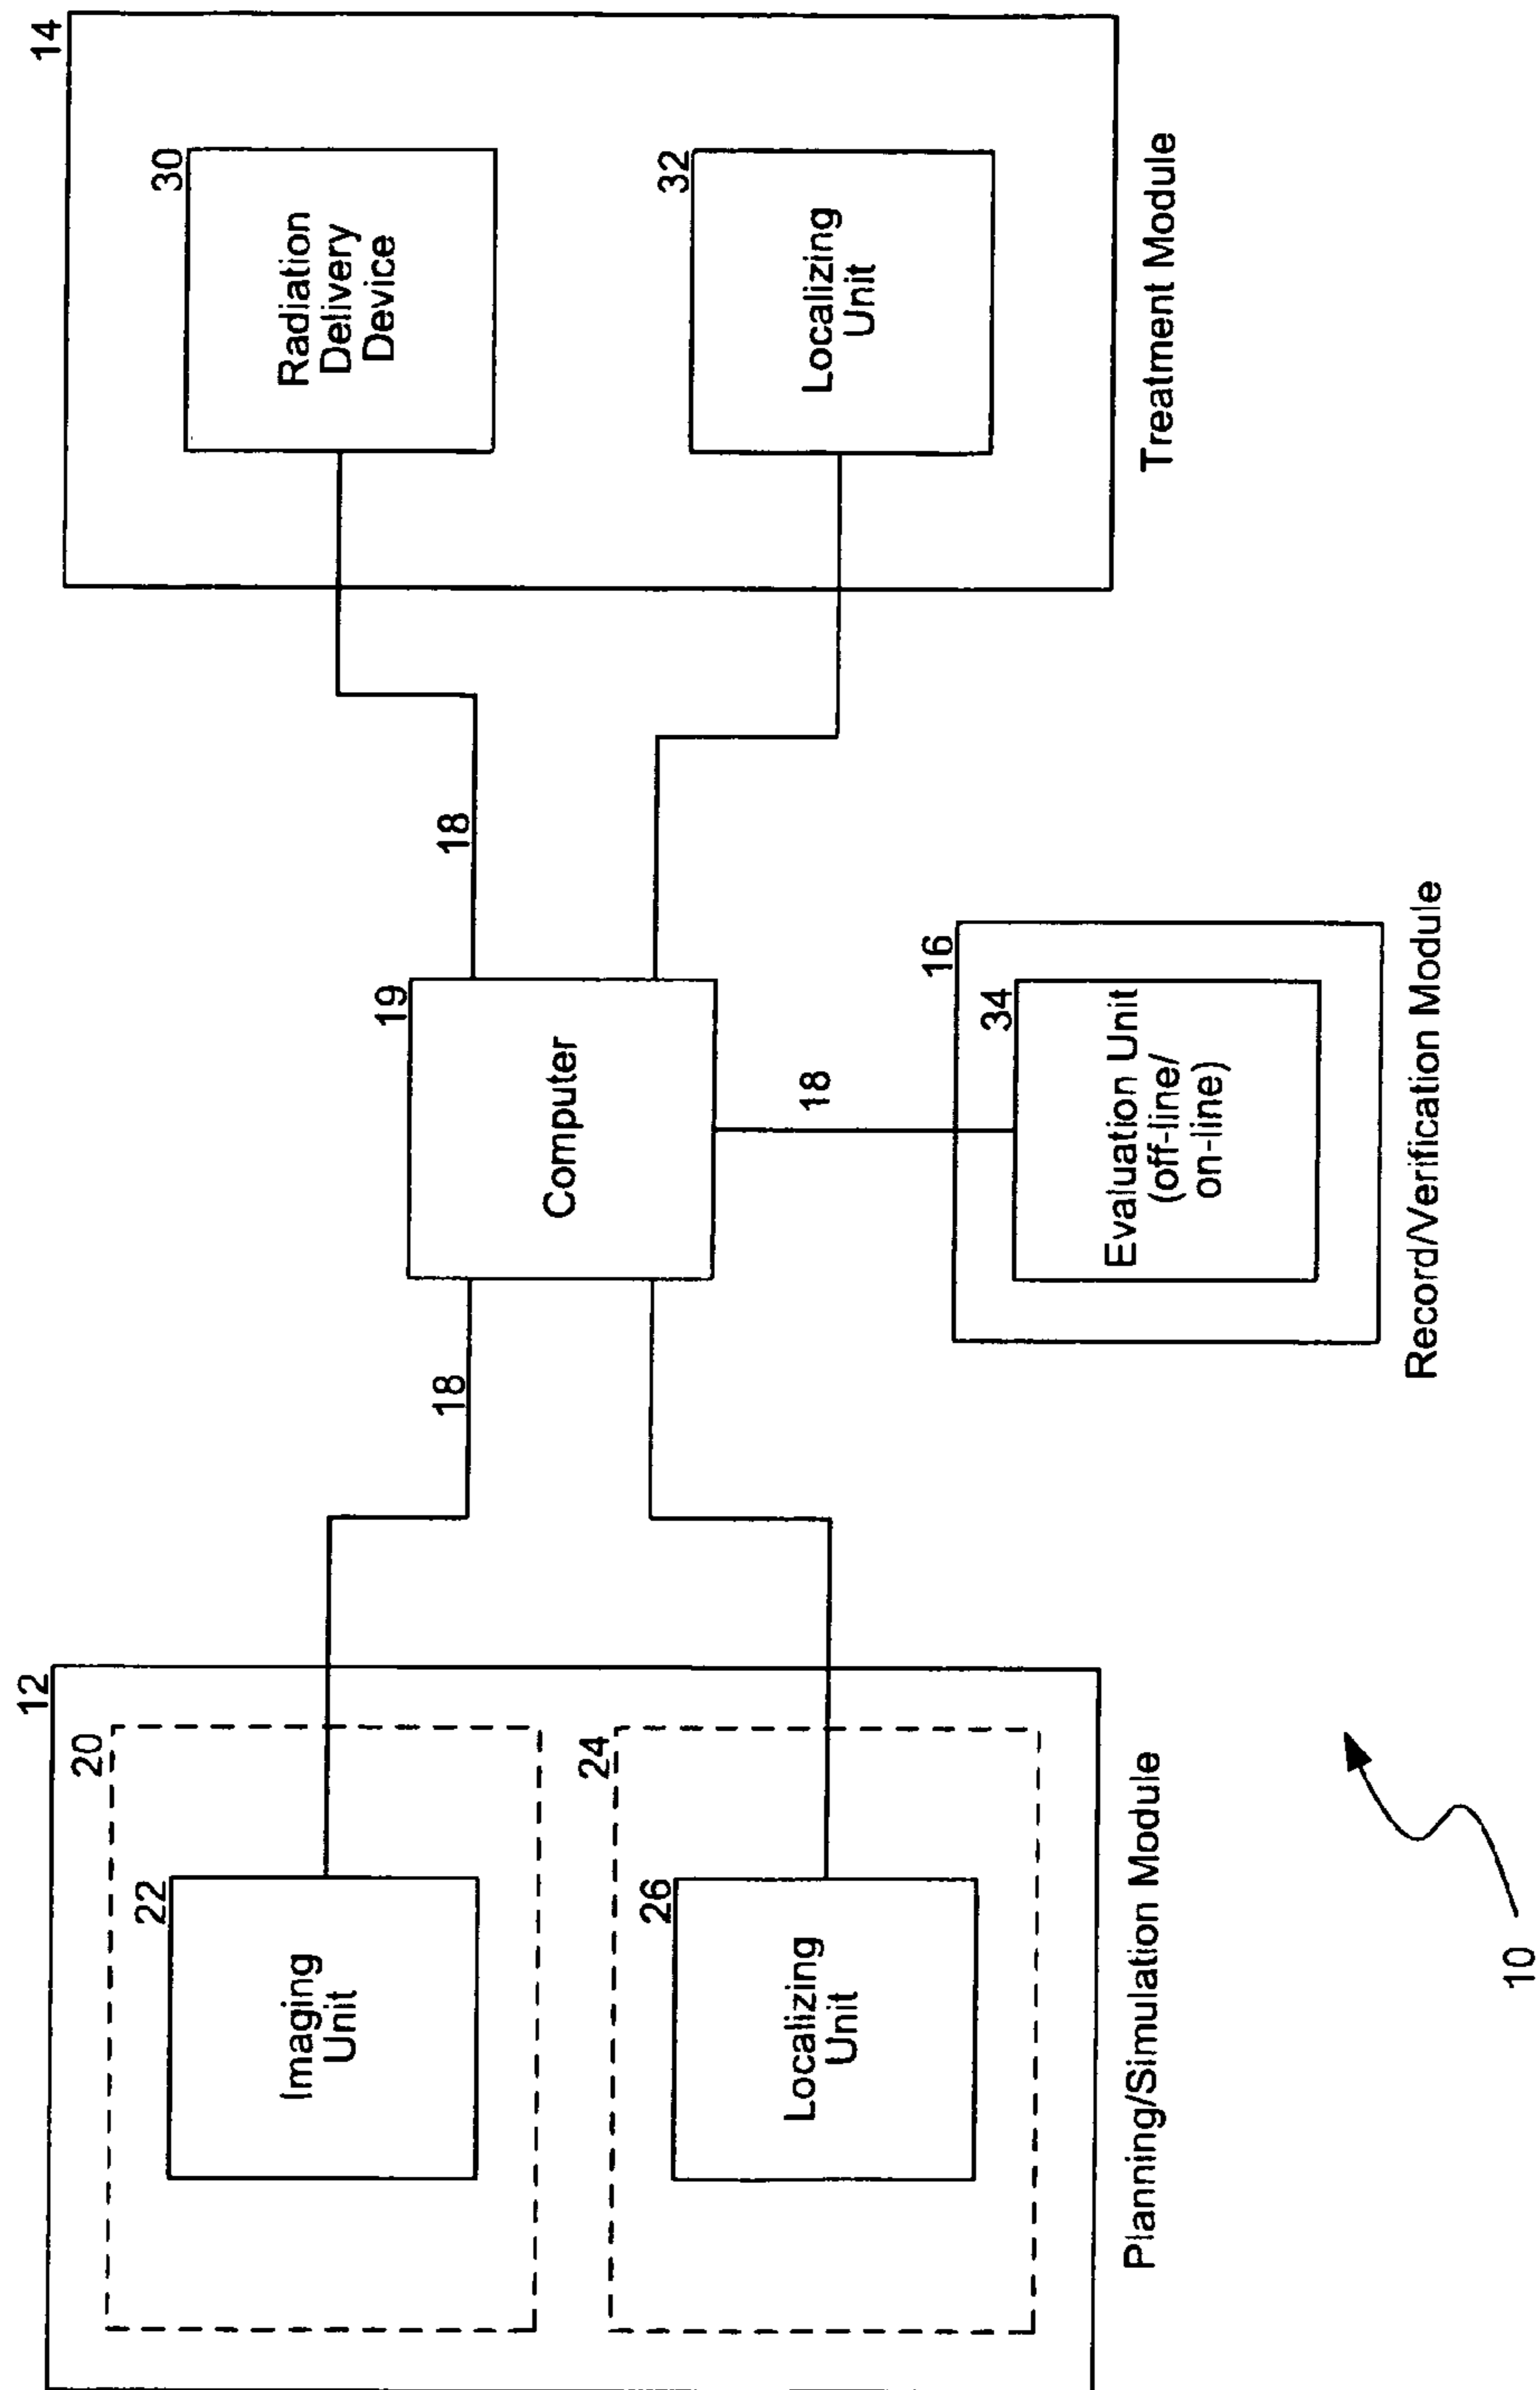 12
20
22
Imaging
Unit
24
26
Localizing
Unit
Planning/Simulation Module
18
19
Computer
18
18
16
34
Evaluation Unit
(off-line/
on-line)
Record/Verification Module
14
30
Radiation
Delivery
Device
32
Localizing
Unit
Treatment Module
10